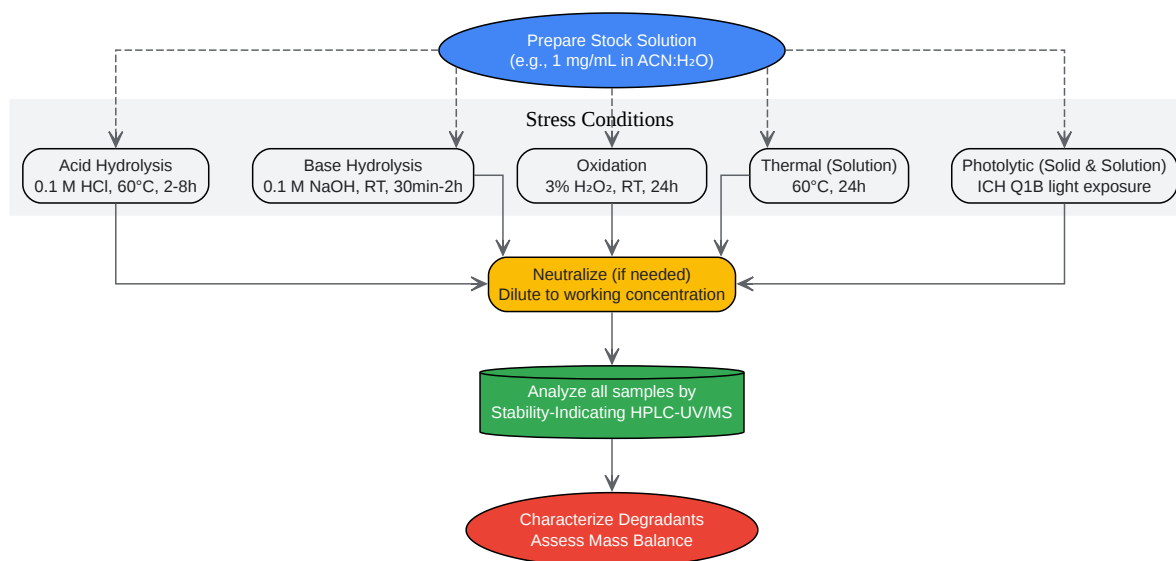 Prepare Stock Solution
(e.g., 1 mg/mL in ACN:H₂O)
Stress Conditions
Acid Hydrolysis
0.1 M HCl, 60°C, 2-8h
Base Hydrolysis
0.1 M NaOH, RT, 30min-2h
Oxidation
3% H₂O₂, RT, 24h
Thermal (Solution)
60°C, 24h
Photolytic (Solid & Solution)
ICH Q1B light exposure
Neutralize (if needed)
Dilute to working concentration
Analyze all samples by
Stability-Indicating HPLC-UV/MS
Characterize Degradants
Assess Mass Balance